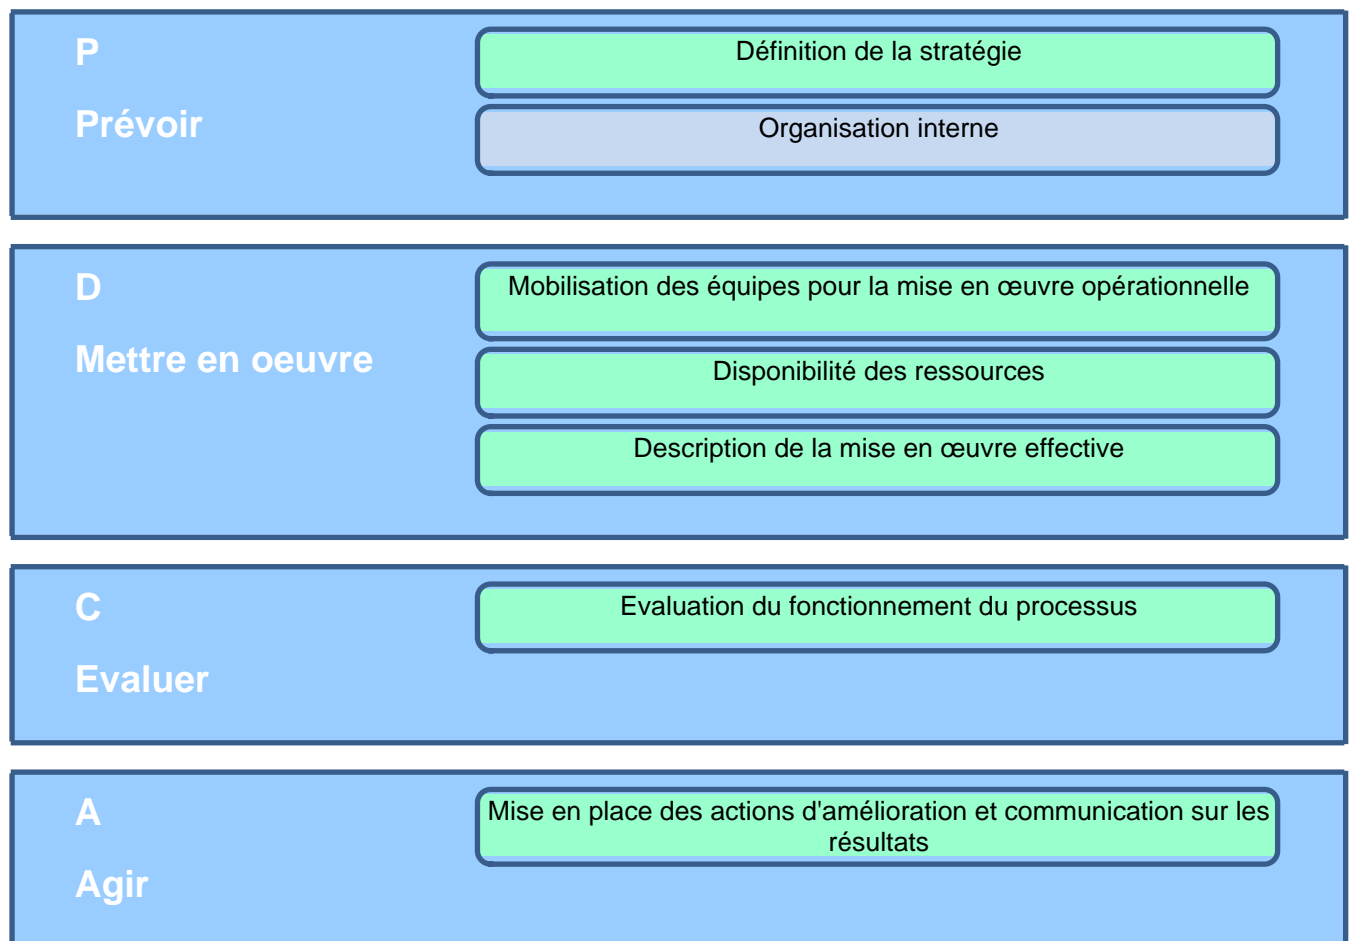 P
Définition de la stratégie
Prévoir
Organisation interne
D
Mobilisation des équipes pour la mise en œuvre opérationnelle
Mettre en oeuvre
Disponibilité des ressources
Description de la mise en œuvre effective
C
Evaluation du fonctionnement du processus
Evaluer
A
Mise en place des actions d'amélioration et communication sur les
résultats
Agir